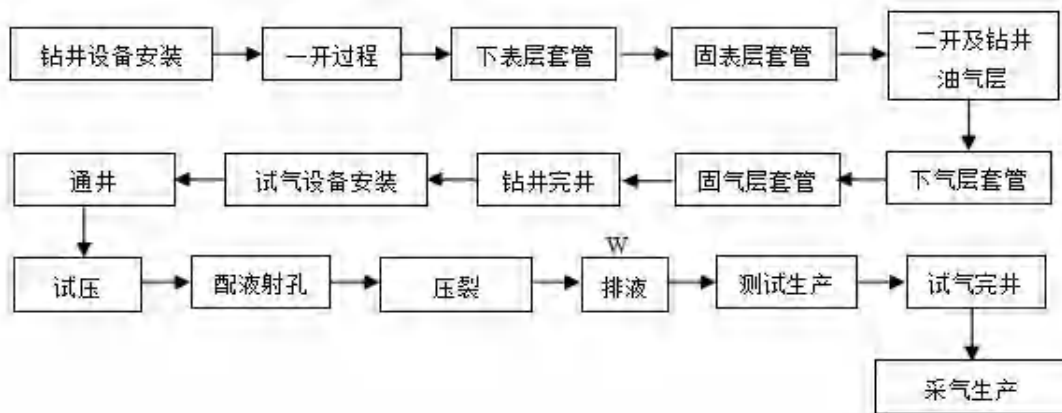 钻井设备安装
一开过程
下表层套管
固表层套管
二开及钻井
油气层
通井
试气设备安装
钻井完井
固气层套管
下气层套管
W
试压
配液射孔
压裂
排液
测试生产
试气完井
采气生产